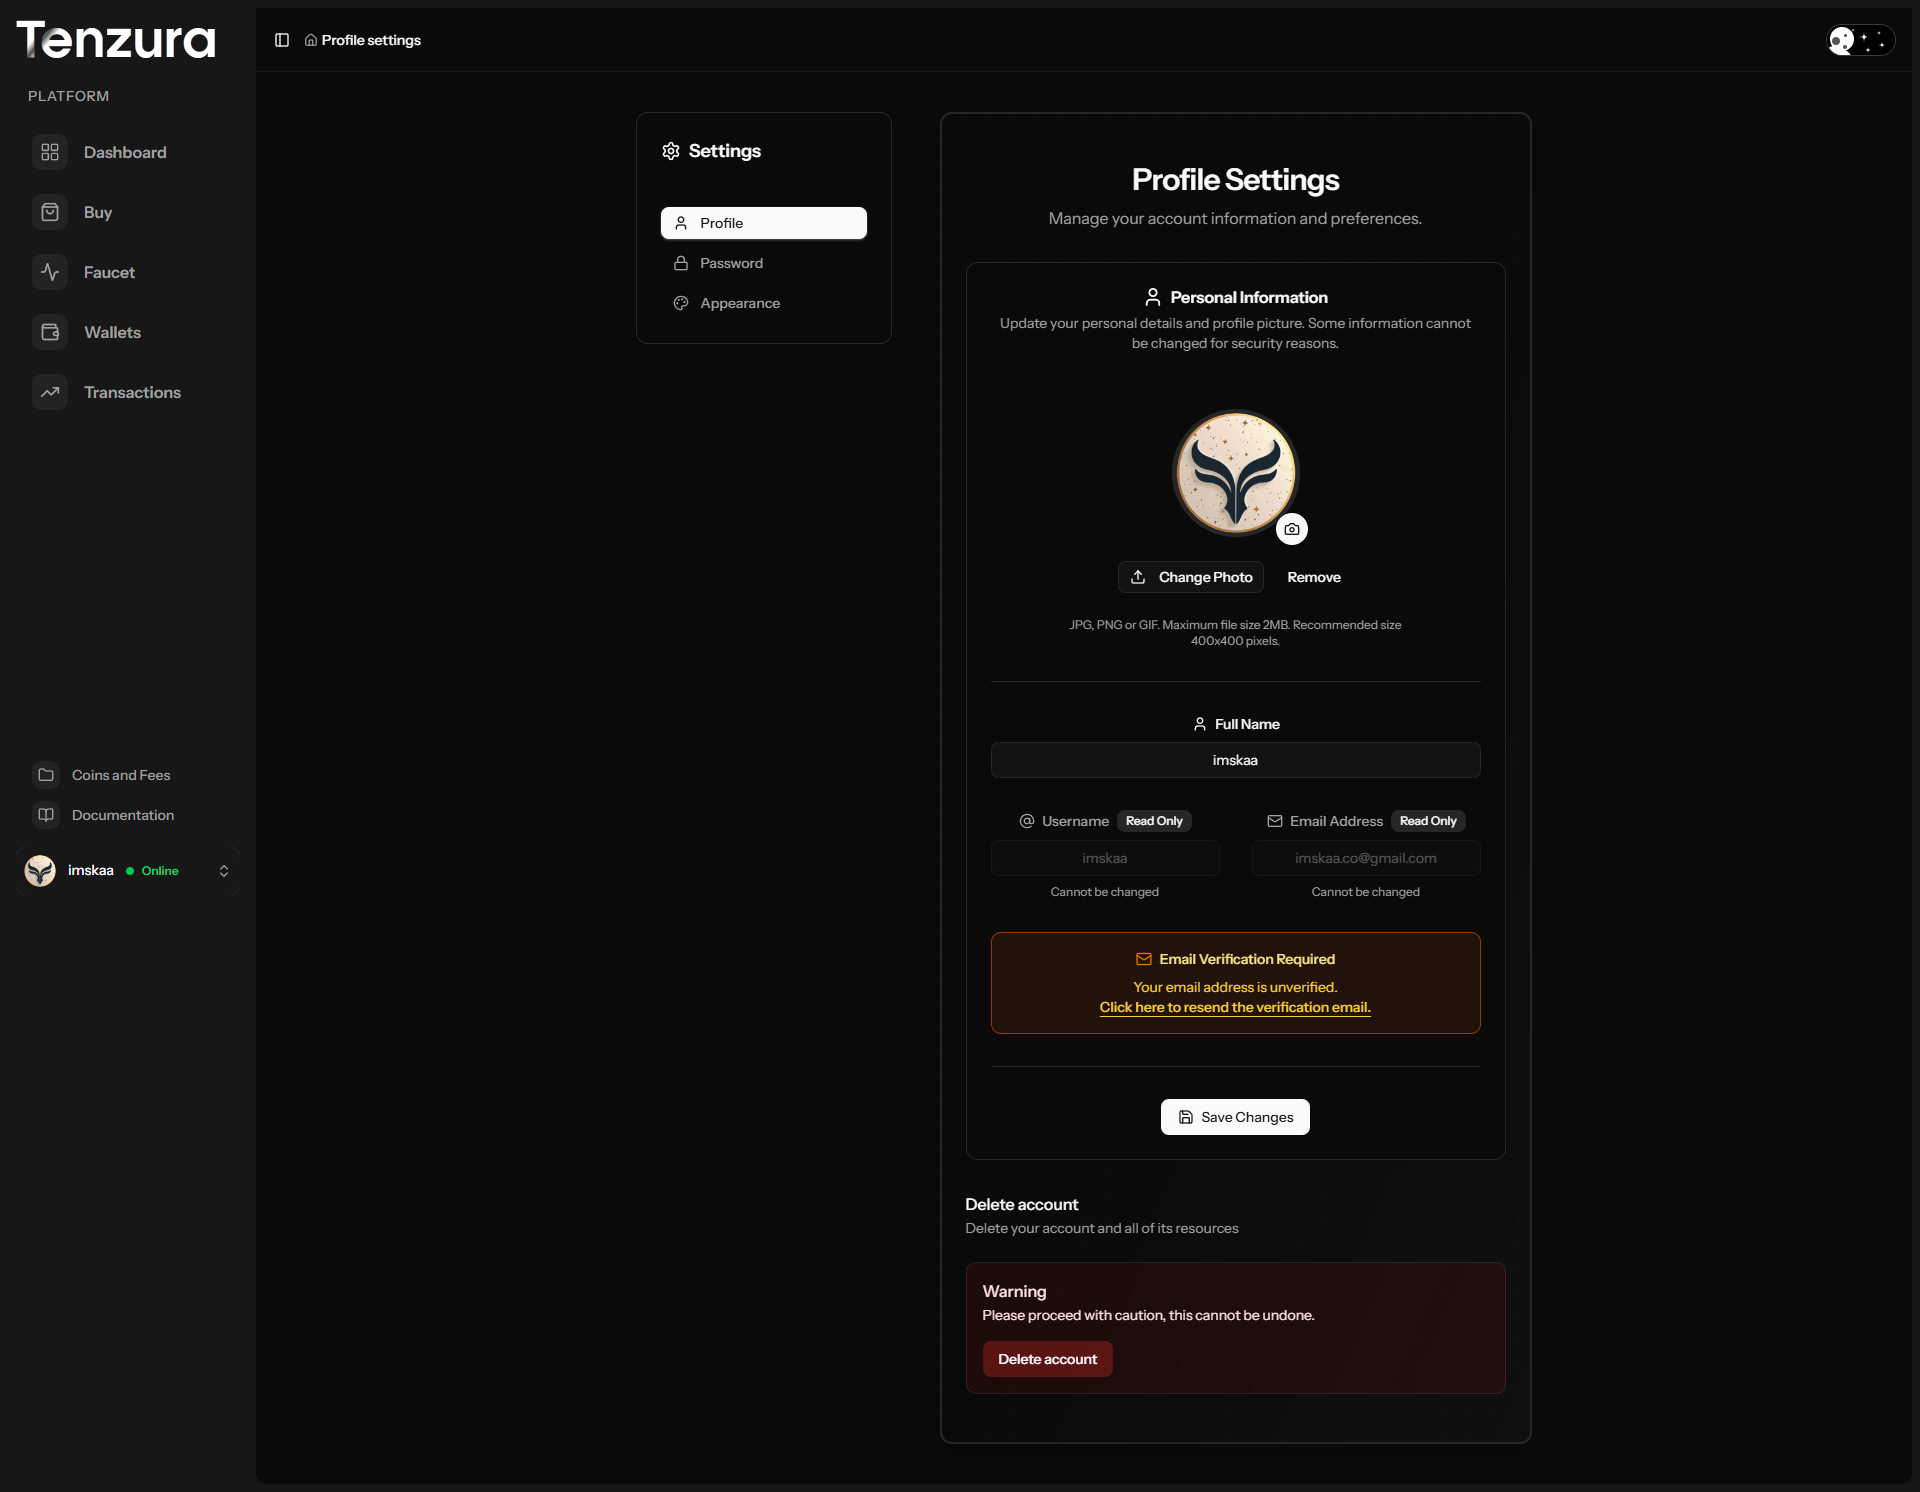 Tenzura
PLATFORM
Dashboard
Buy
Faucet
Wallets
Transactions
Coins and Fees
Documentation
imskaa
Online
Profile settings
Settings
Profile
Password
Appearance
Profile Settings
Manage your account information and preferences.
Personal Information
Update your personal details and profile picture. Some information cannot
be changed for security reasons.
Change Photo
Remove
JPG, PNG or GIF. Maximum file size 2MB. Recommended size
400x400 pixels.
Full Name
imskaa
Username
Read Only
imskaa
Cannot be changed
Email Address
Read Only
imskaa.co@gmail.com
Cannot be changed
Email Verification Required
Your email address is unverified.
Click here to resend the verification email.
Save Changes
Delete account
Delete your account and all of its resources
Warning
Please proceed with caution, this cannot be undone.
Delete account